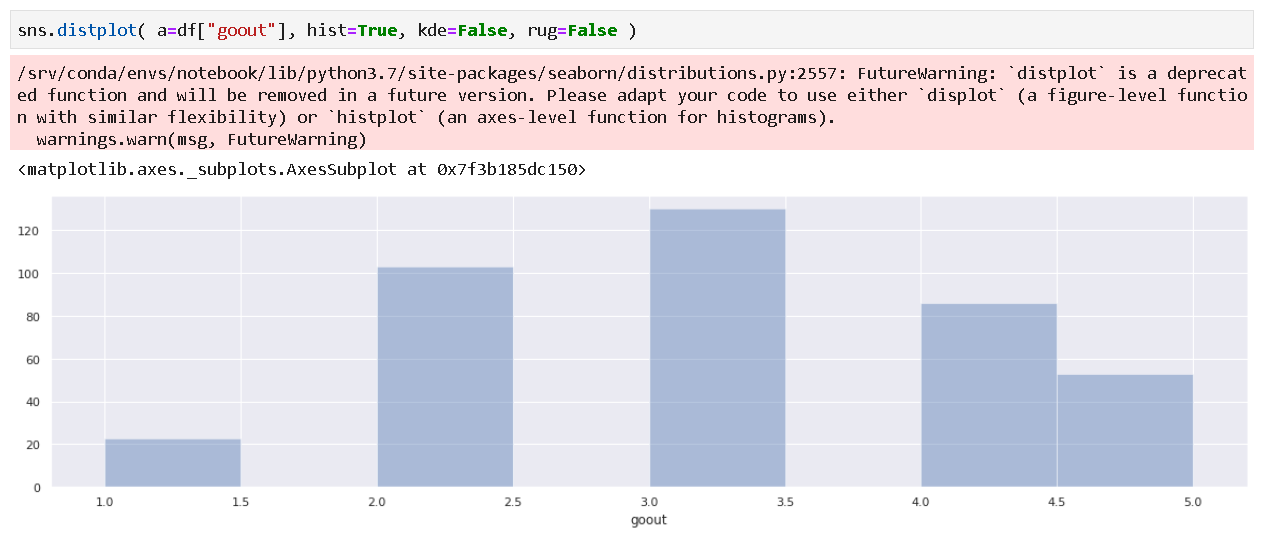 sns.distplot( a=df["goout"], hist=True, kde=False, rug=False )
/srv/conda/envs/notebook/lib/python3.7/site-packages/seaborn/distributions.py:2557: FutureWarning: `distplot` is a deprecat
ed function and will be removed in a future version. Please adapt your code to use either `displot` (a figure-level functio
n with similar flexibility) or `histplot` (an axes-level function for histograms).
  warnings.warn(msg, FutureWarning)
<matplotlib.axes._subplots.AxesSubplot at 0x7f3b185dc150>
120
100
80
60
40
20
0
1.0 1.5 2.0 2.5 3.0 3.5 4.0 4.5 5.0
goout